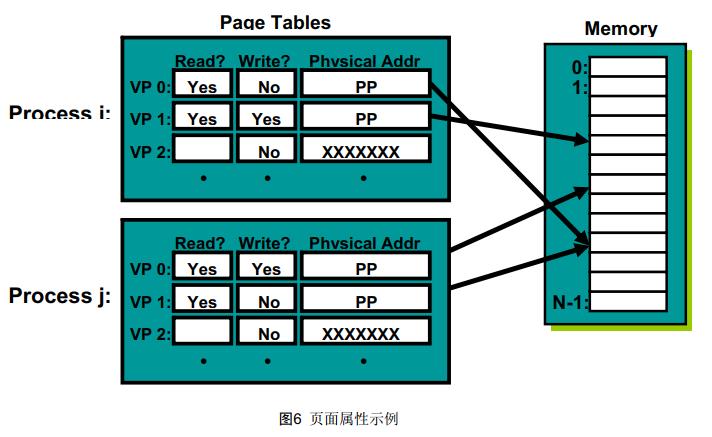 Page Tables
Memory
Read? Write? Physical Addr
VP 0: Yes No PP
VP 1: Yes Yes PP
VP 2: No XXXXXXX
• • •
Process i:
0:
1:
N-1:
Read? Write? Physical Addr
VP 0: Yes Yes PP
VP 1: Yes No PP
VP 2: No XXXXXXX
• • •
Process j:
图6 页面属性示例